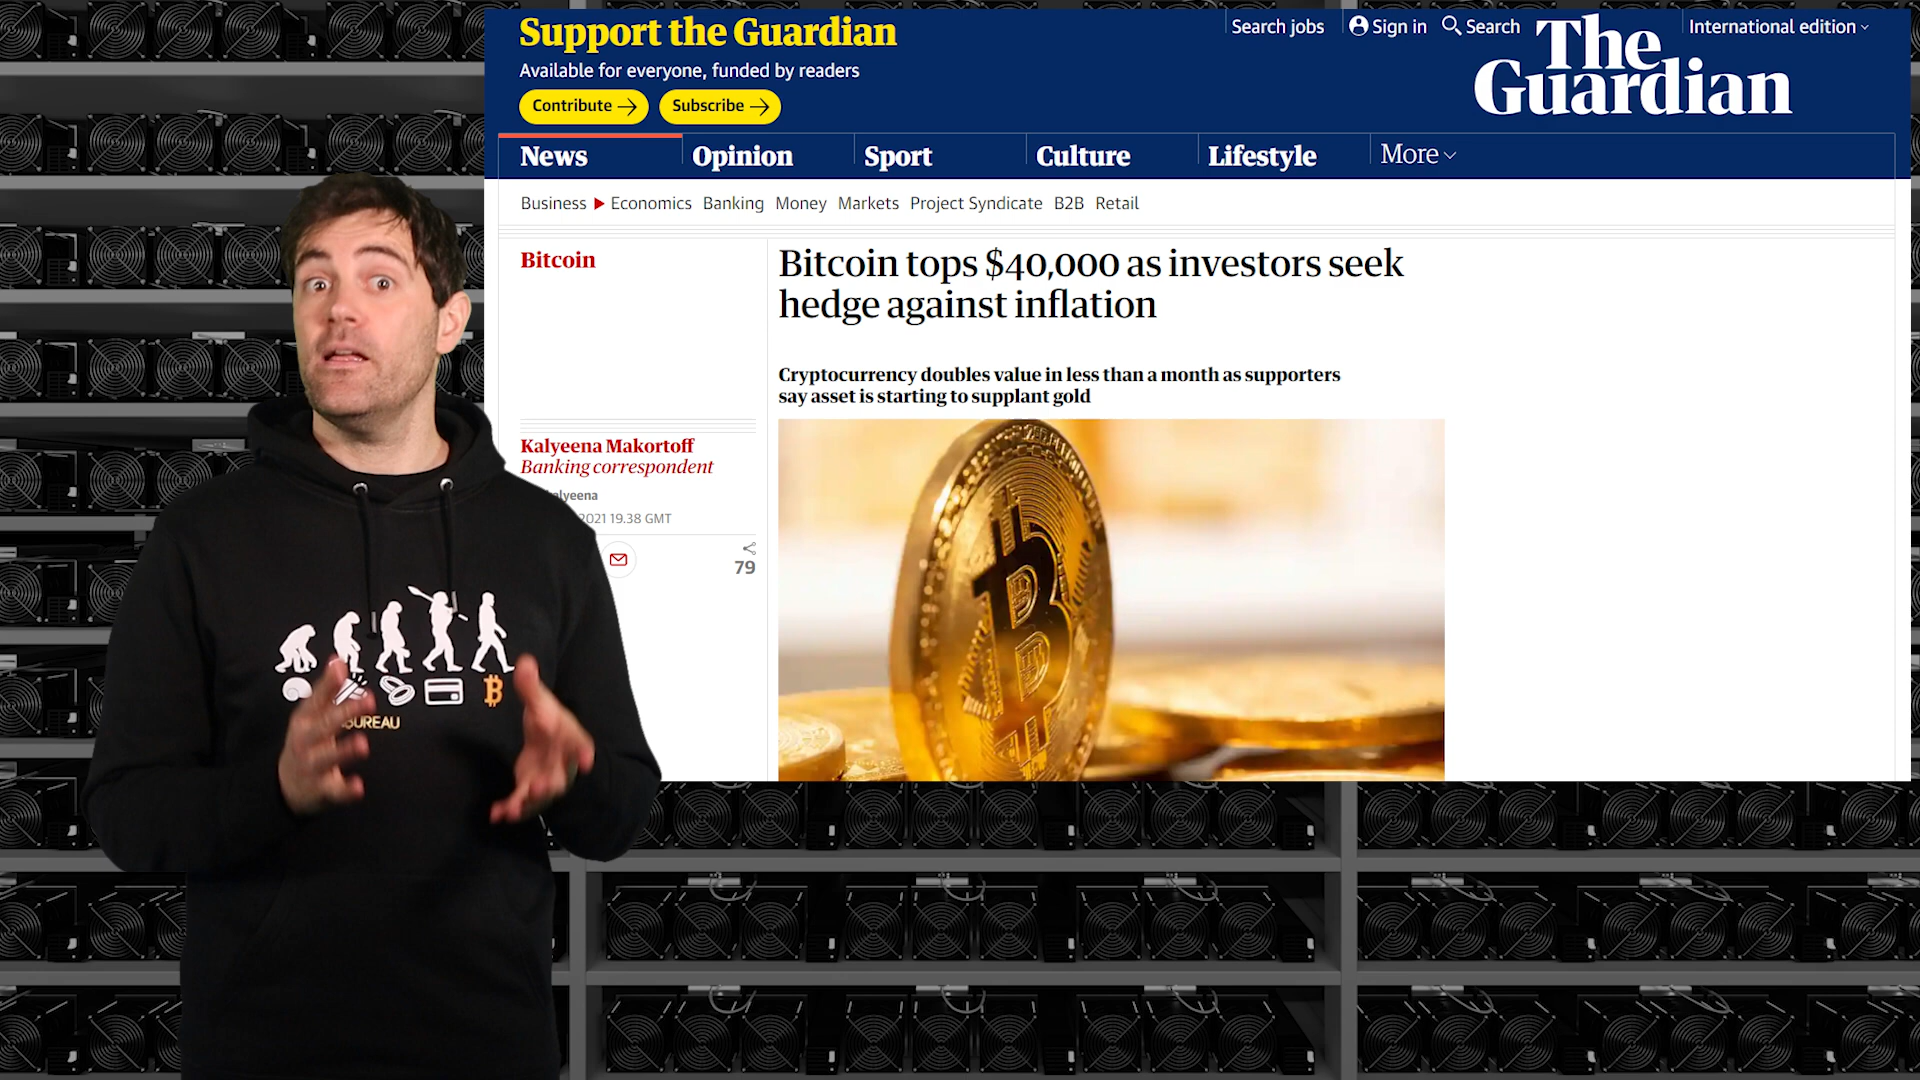 Support the Guardian
Available for everyone, funded by readers
Contribute
Subscribe
Search jobs
Sign in
Search
International edition
The
Guardian
News
Opinion
Sport
Culture
Lifestyle
More
Business
Economics
Banking
Money
Markets
Project Syndicate
B2B
Retail
Bitcoin
Bitcoin tops $40,000 as investors seek
hedge against inflation
Cryptocurrency doubles value in less than a month as supporters
say asset is starting to supplant gold
Kalyeena Makortoff
Banking correspondent
2021 19.38 GMT
79